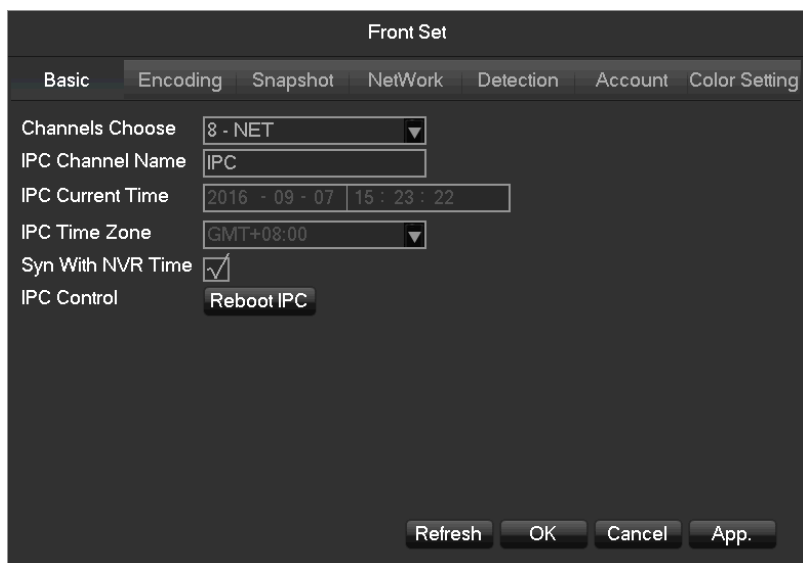 Front Set
Basic Encoding Snapshot NetWork Detection Account Color Setting
Channels Choose 8 - NET
IPC Channel Name IPC
IPC Current Time 2016 - 09 - 07 15 : 23 : 22
IPC Time Zone GMT+08:00
Syn With NVR Time
IPC Control Reboot IPC
Refresh OK Cancel App.